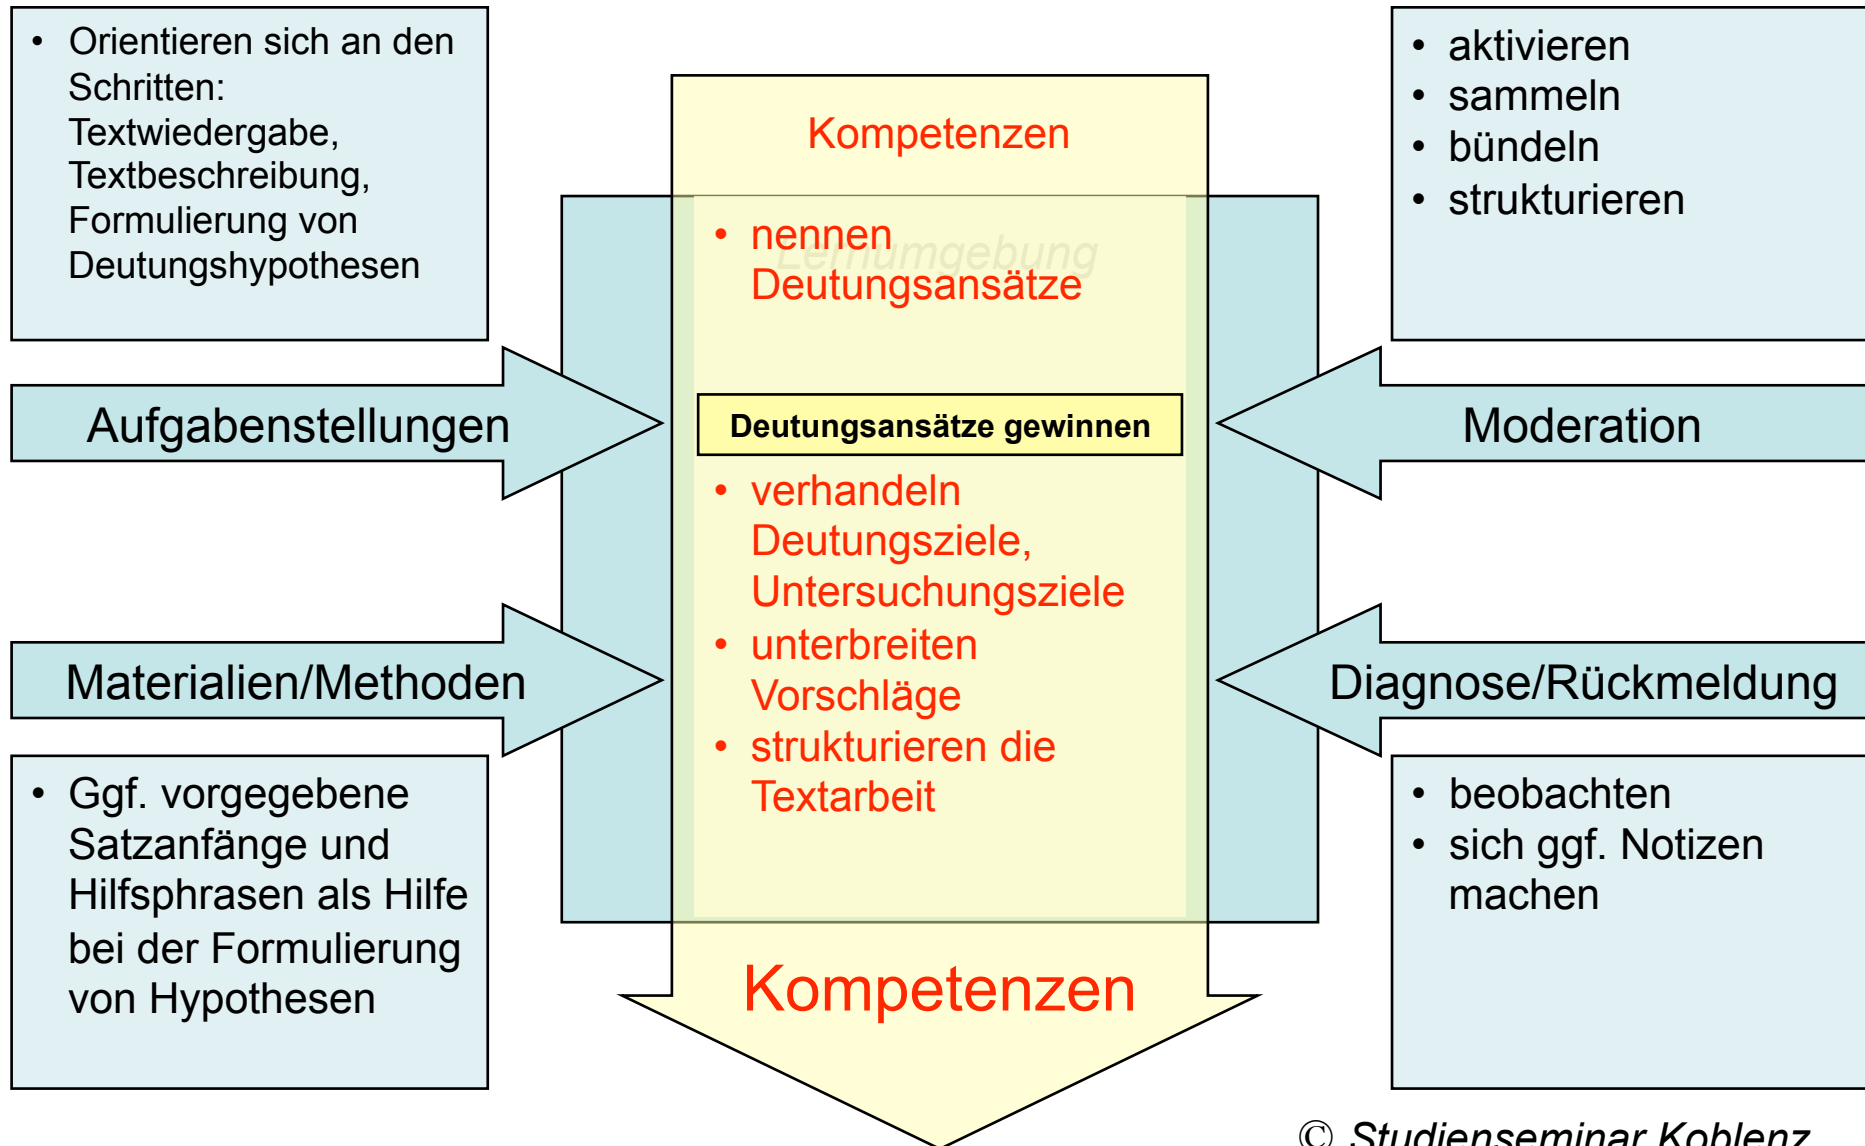 • Orientieren sich an den
Schritten:
Textwiedergabe,
Textbeschreibung,
Formulierung von
Deutungshypothesen
Aufgabenstellungen
Materialien/Methoden
• Ggf. vorgegebene
Satzanfänge und
Hilfsphrasen als Hilfe
bei der Formulierung
von Hypothesen
Kompetenzen
Lernumgebung
• nennen
Deutungsansätze
Deutungsansätze gewinnen
• verhandeln
Deutungsziele,
Untersuchungsziele
• unterbreiten
Vorschläge
• strukturieren die
Textarbeit
Kompetenzen
• aktivieren
• sammeln
• bündeln
• strukturieren
Moderation
Diagnose/Rückmeldung
• beobachten
• sich ggf. Notizen
machen
© Studienseminar Koblenz